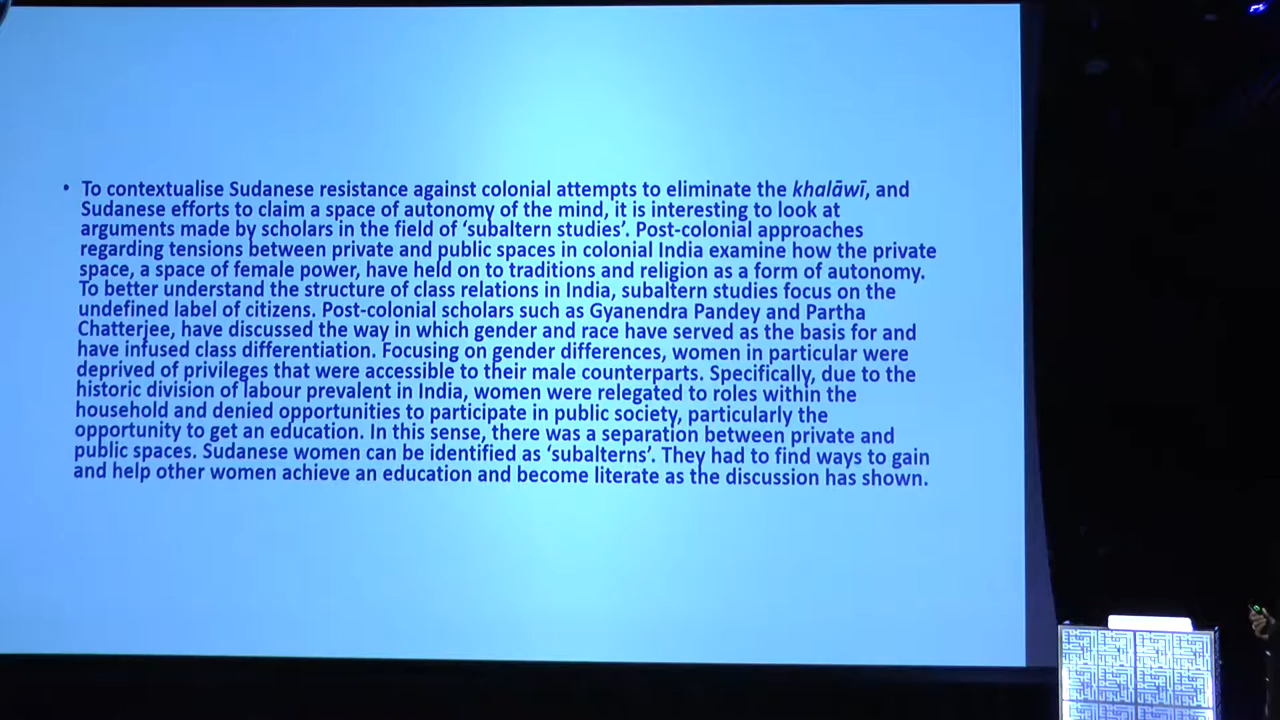 • To contextualise Sudanese resistance against colonial attempts to eliminate the khalāwī, and
Sudanese efforts to claim a space of autonomy of the mind, it is interesting to look at
arguments made by scholars in the field of ‘subaltern studies’. Post-colonial approaches
regarding tensions between private and public spaces in colonial India examine how the private
space, a space of female power, have held on to traditions and religion as a form of autonomy.
To better understand the structure of class relations in India, subaltern studies focus on the
undefined label of citizens. Post-colonial scholars such as Gyanendra Pandey and Partha
Chatterjee, have discussed the way in which gender and race have served as the basis for and
have infused class differentiation. Focusing on gender differences, women in particular were
deprived of privileges that were accessible to their male counterparts. Specifically, due to the
historic division of labour prevalent in India, women were relegated to roles within the
household and denied opportunities to participate in public society, particularly the
opportunity to get an education. In this sense, there was a separation between private and
public spaces. Sudanese women can be identified as ‘subalterns’. They had to find ways to gain
and help other women achieve an education and become literate as the discussion has shown.